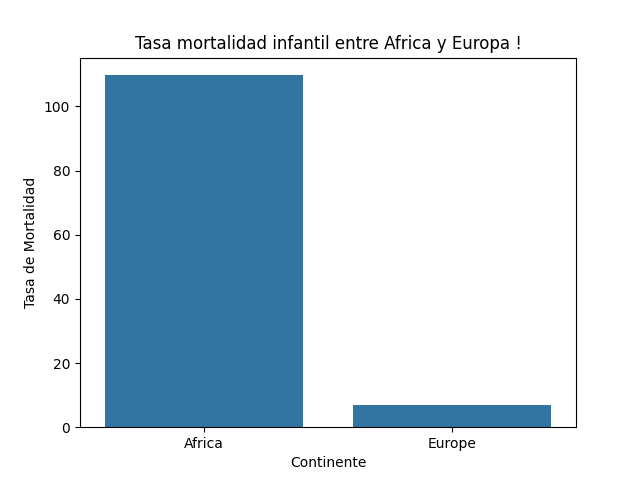 Tasa mortalidad infantil entre Africa y Europa !
Tasa de Mortalidad
100
80
60
40
20
0
Africa
Europe
Continente